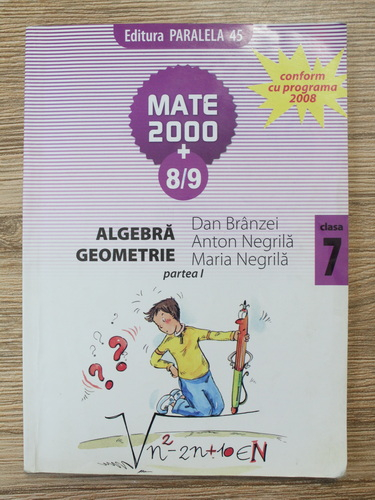 Editura PARALELA 45
conform
cu programa
2008
MATE
2000
+
8/9
clasa
7
ALGEBRĂ
GEOMETRIE
partea I
Dan Brânzei
Anton Negrilă
Maria Negrilă
???
√n²-2n+10∈N